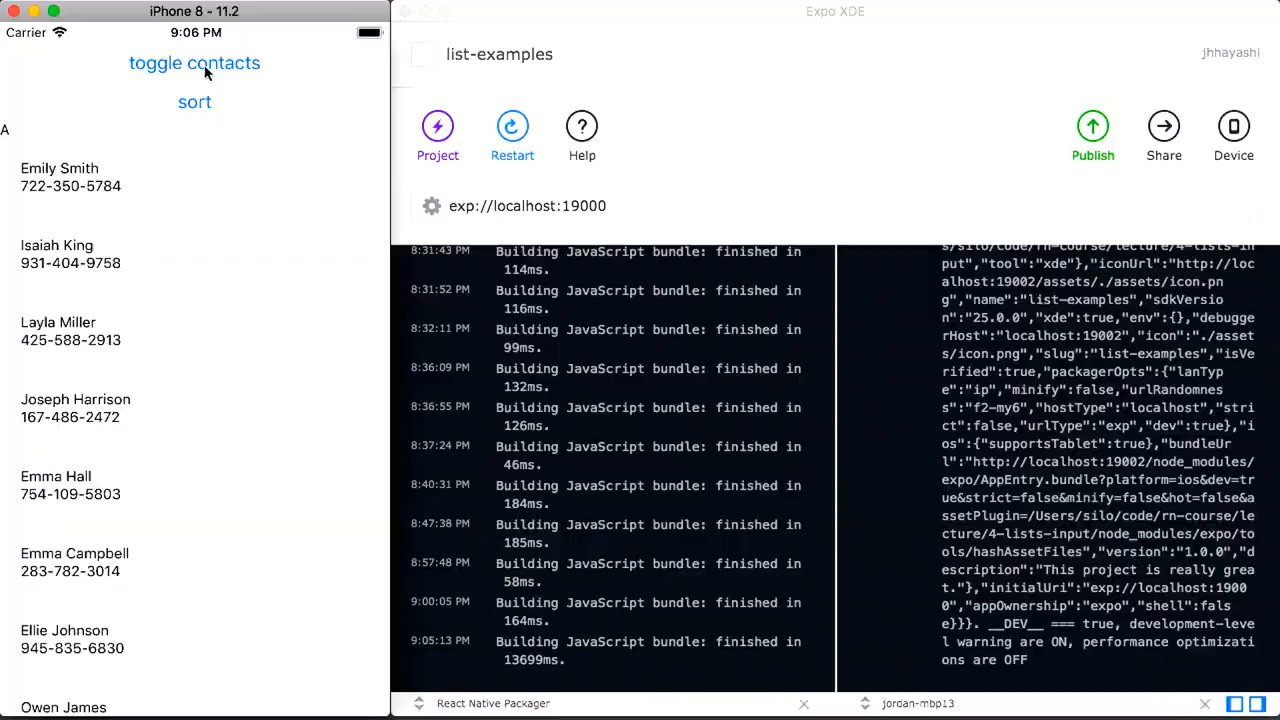 iPhone 8 - 11.2
Carrier
9:06 PM
toggle contacts
sort
A
Emily Smith
722-350-5784
Isaiah King
931-404-9758
Layla Miller
425-588-2913
Joseph Harrison
167-486-2472
Emma Hall
754-109-5803
Emma Campbell
283-782-3014
Ellie Johnson
945-835-6830
Owen James
Expo XDE
list-examples
jhhayashi
Project
Restart
Help
Publish
Share
Device
exp://localhost:19000
8:31:43 PM Building JavaScript bundle: finished in
114ms.
8:31:52 PM Building JavaScript bundle: finished in
116ms.
8:32:11 PM Building JavaScript bundle: finished in
99ms.
8:36:09 PM Building JavaScript bundle: finished in
132ms.
8:36:55 PM Building JavaScript bundle: finished in
126ms.
8:37:24 PM Building JavaScript bundle: finished in
46ms.
8:40:31 PM Building JavaScript bundle: finished in
184ms.
8:47:38 PM Building JavaScript bundle: finished in
185ms.
8:57:48 PM Building JavaScript bundle: finished in
58ms.
9:00:05 PM Building JavaScript bundle: finished in
164ms.
9:05:13 PM Building JavaScript bundle: finished in
13699ms.
s/silo/code/rn-course/lecture/4-lists-in
put","tool":"xde"},"iconUrl":"http://loc
alhost:19002/assets/./assets/icon.pn
g","name":"list-examples","sdkVersio
n":"25.0.0","xde":true,"env":{},"debugge
rHost":"localhost:19002","icon":"./asset
s/icon.png","slug":"list-examples","isVe
rified":true,"packagerOpts":{"lanTyp
e":"ip","minify":false,"urlRandomnes
s":"f2-my6","hostType":"localhost","stri
ct":false,"urlType":"exp","dev":true},"i
os":{"supportsTablet":true},"bundleUr
l":"http://localhost:19002/node_modules/
expo/AppEntry.bundle?platform=ios&dev=tr
ue&strict=false&minify=false&hot=false&a
ssetPlugin=/Users/silo/code/rn-course/le
cture/4-lists-input/node_modules/expo/to
ols/hashAssetFiles","version":"1.0.0","d
escription":"This project is really grea
t."},"initialUri":"exp://localhost:1900
0","appOwnership":"expo","shell":fals
e}}}. __DEV__ === true, development-leve
l warning are ON, performance optimizati
ons are OFF
React Native Packager
jordan-mbp13